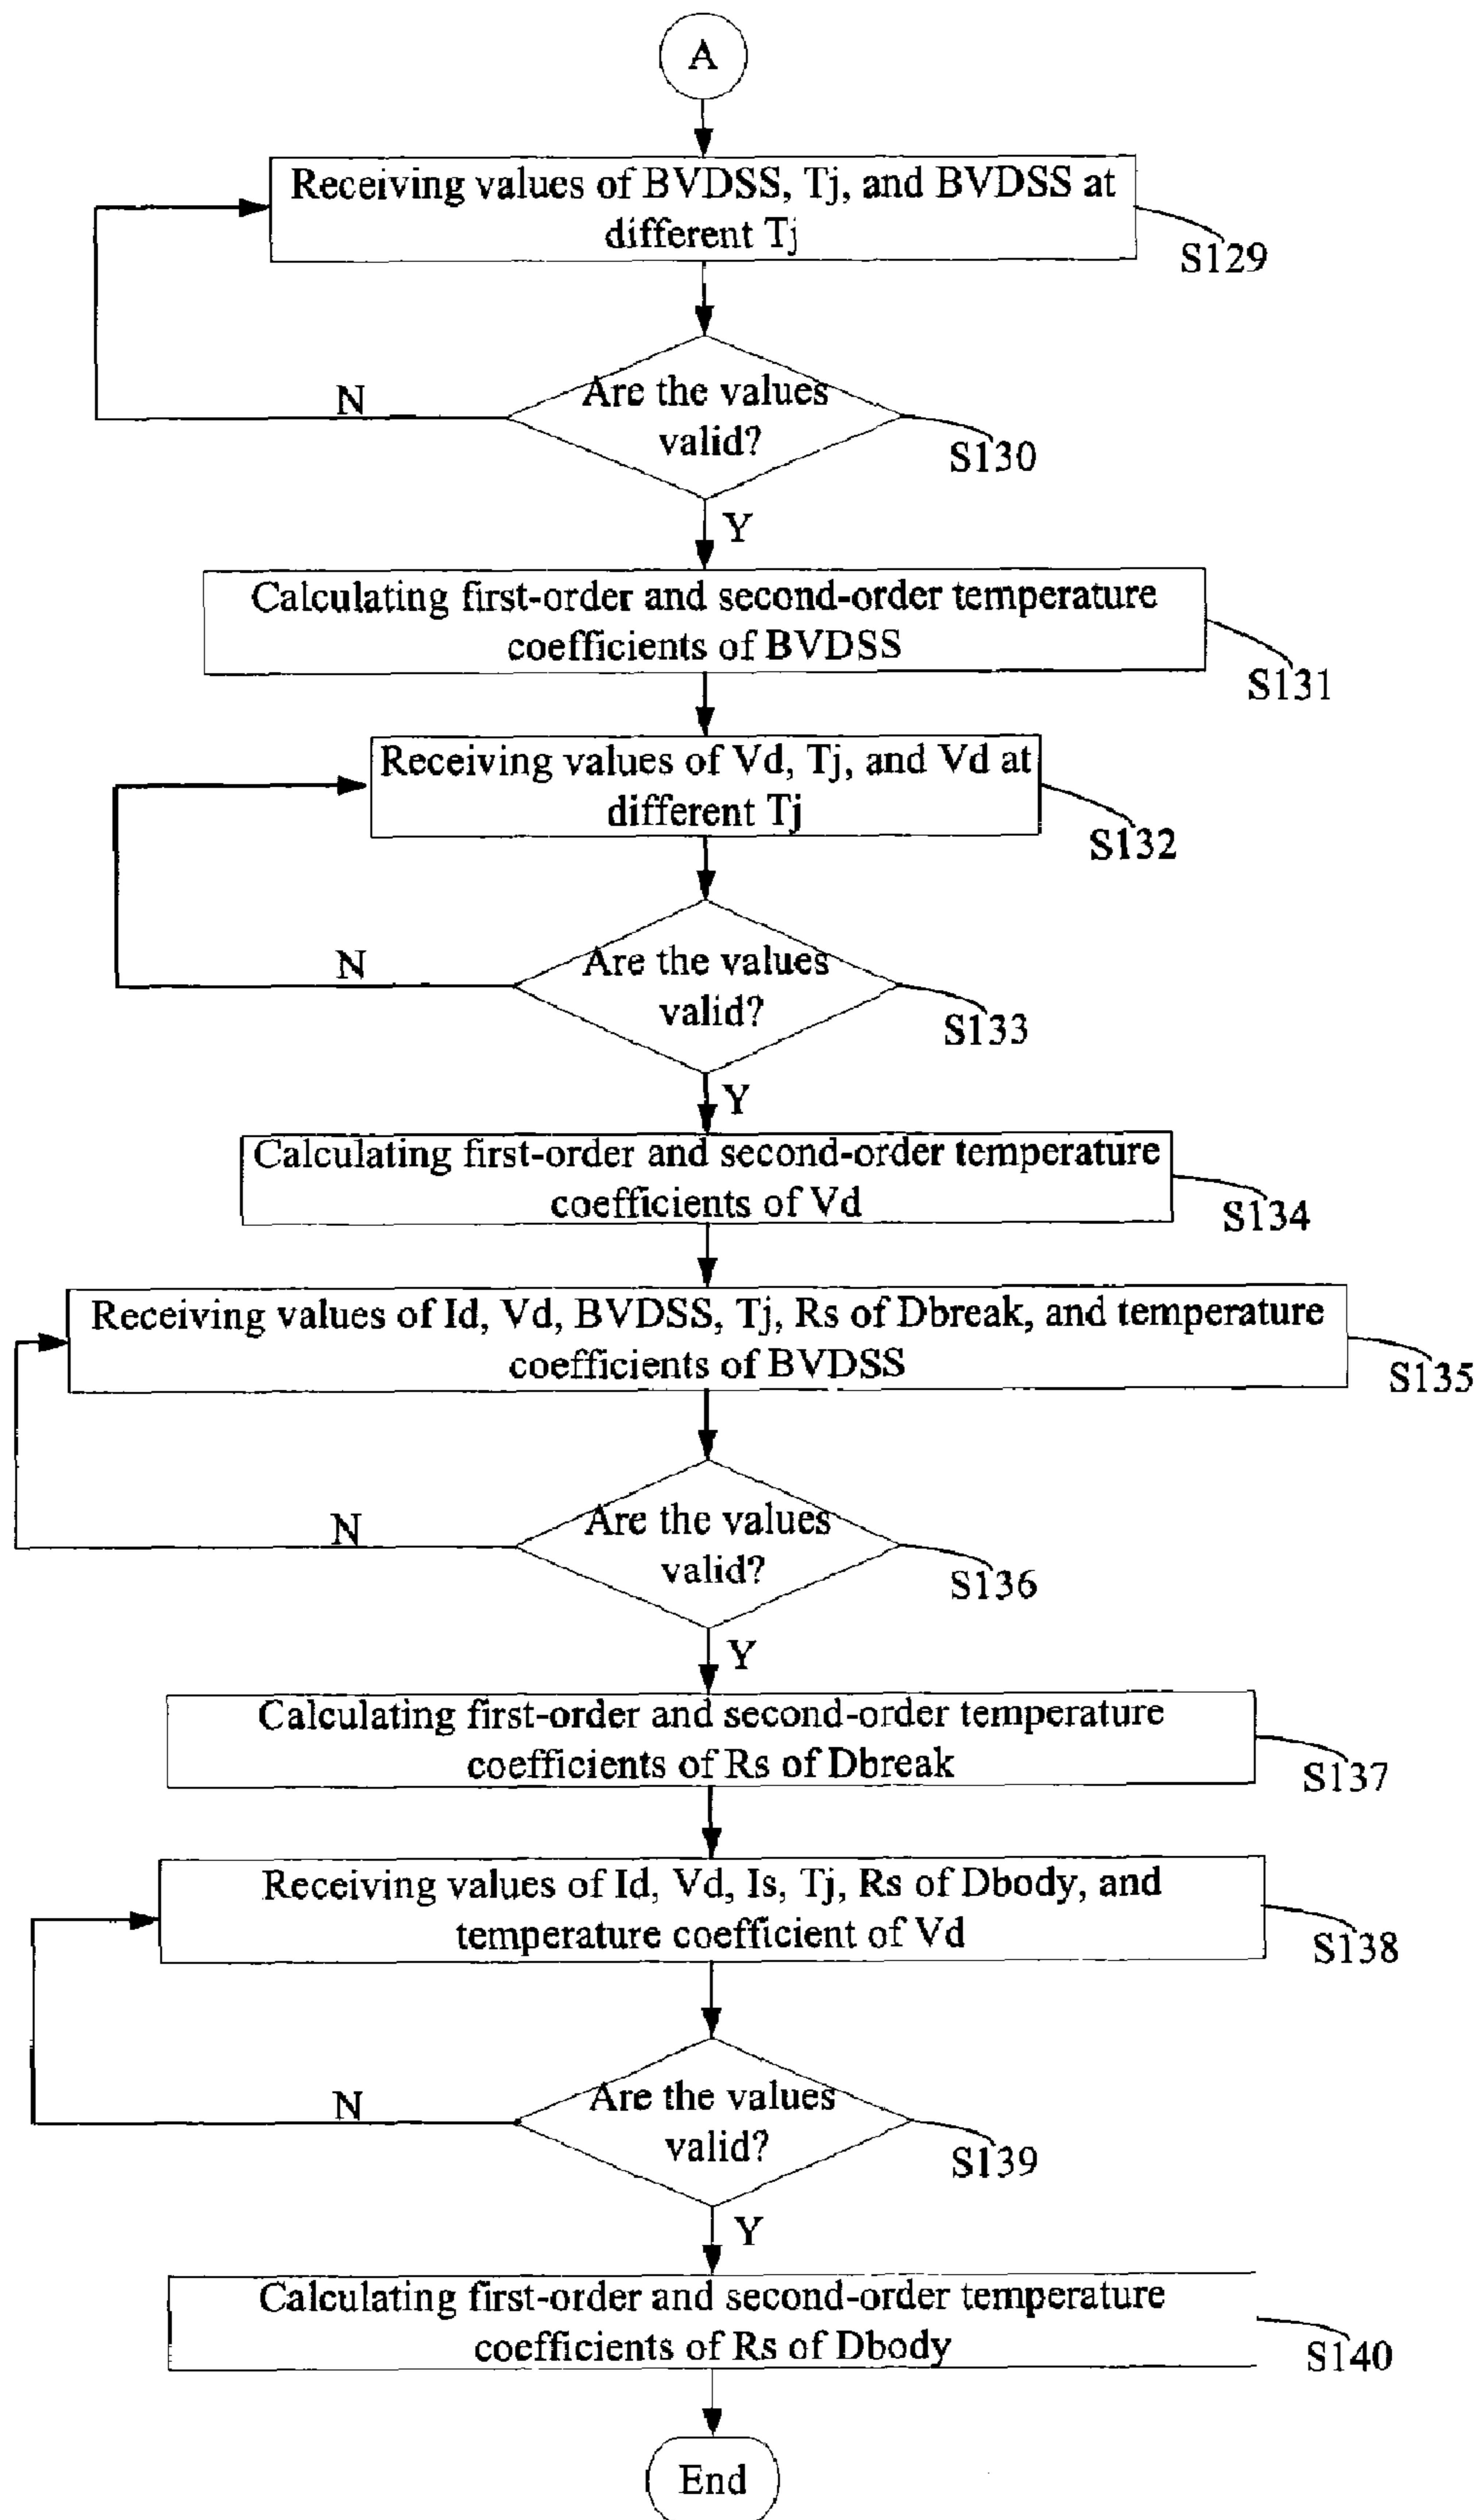 A
Receiving values of BVDSS, Tj, and BVDSS at
different Tj
S129
Are the values
valid?
N
S130
Y
Calculating first-order and second-order temperature
coefficients of BVDSS
S131
Receiving values of Vd, Tj, and Vd at
different Tj
S132
Are the values
valid?
N
S133
Y
Calculating first-order and second-order temperature
coefficients of Vd
S134
Receiving values of Id, Vd, BVDSS, Tj, Rs of Dbreak, and temperature
coefficients of BVDSS
S135
Are the values
valid?
N
S136
Y
Calculating first-order and second-order temperature
coefficients of Rs of Dbreak
S137
Receiving values of Id, Vd, Is, Tj, Rs of Dbody, and
temperature coefficient of Vd
S138
Are the values
valid?
N
S139
Y
Calculating first-order and second-order temperature
coefficients of Rs of Dbody
S140
End